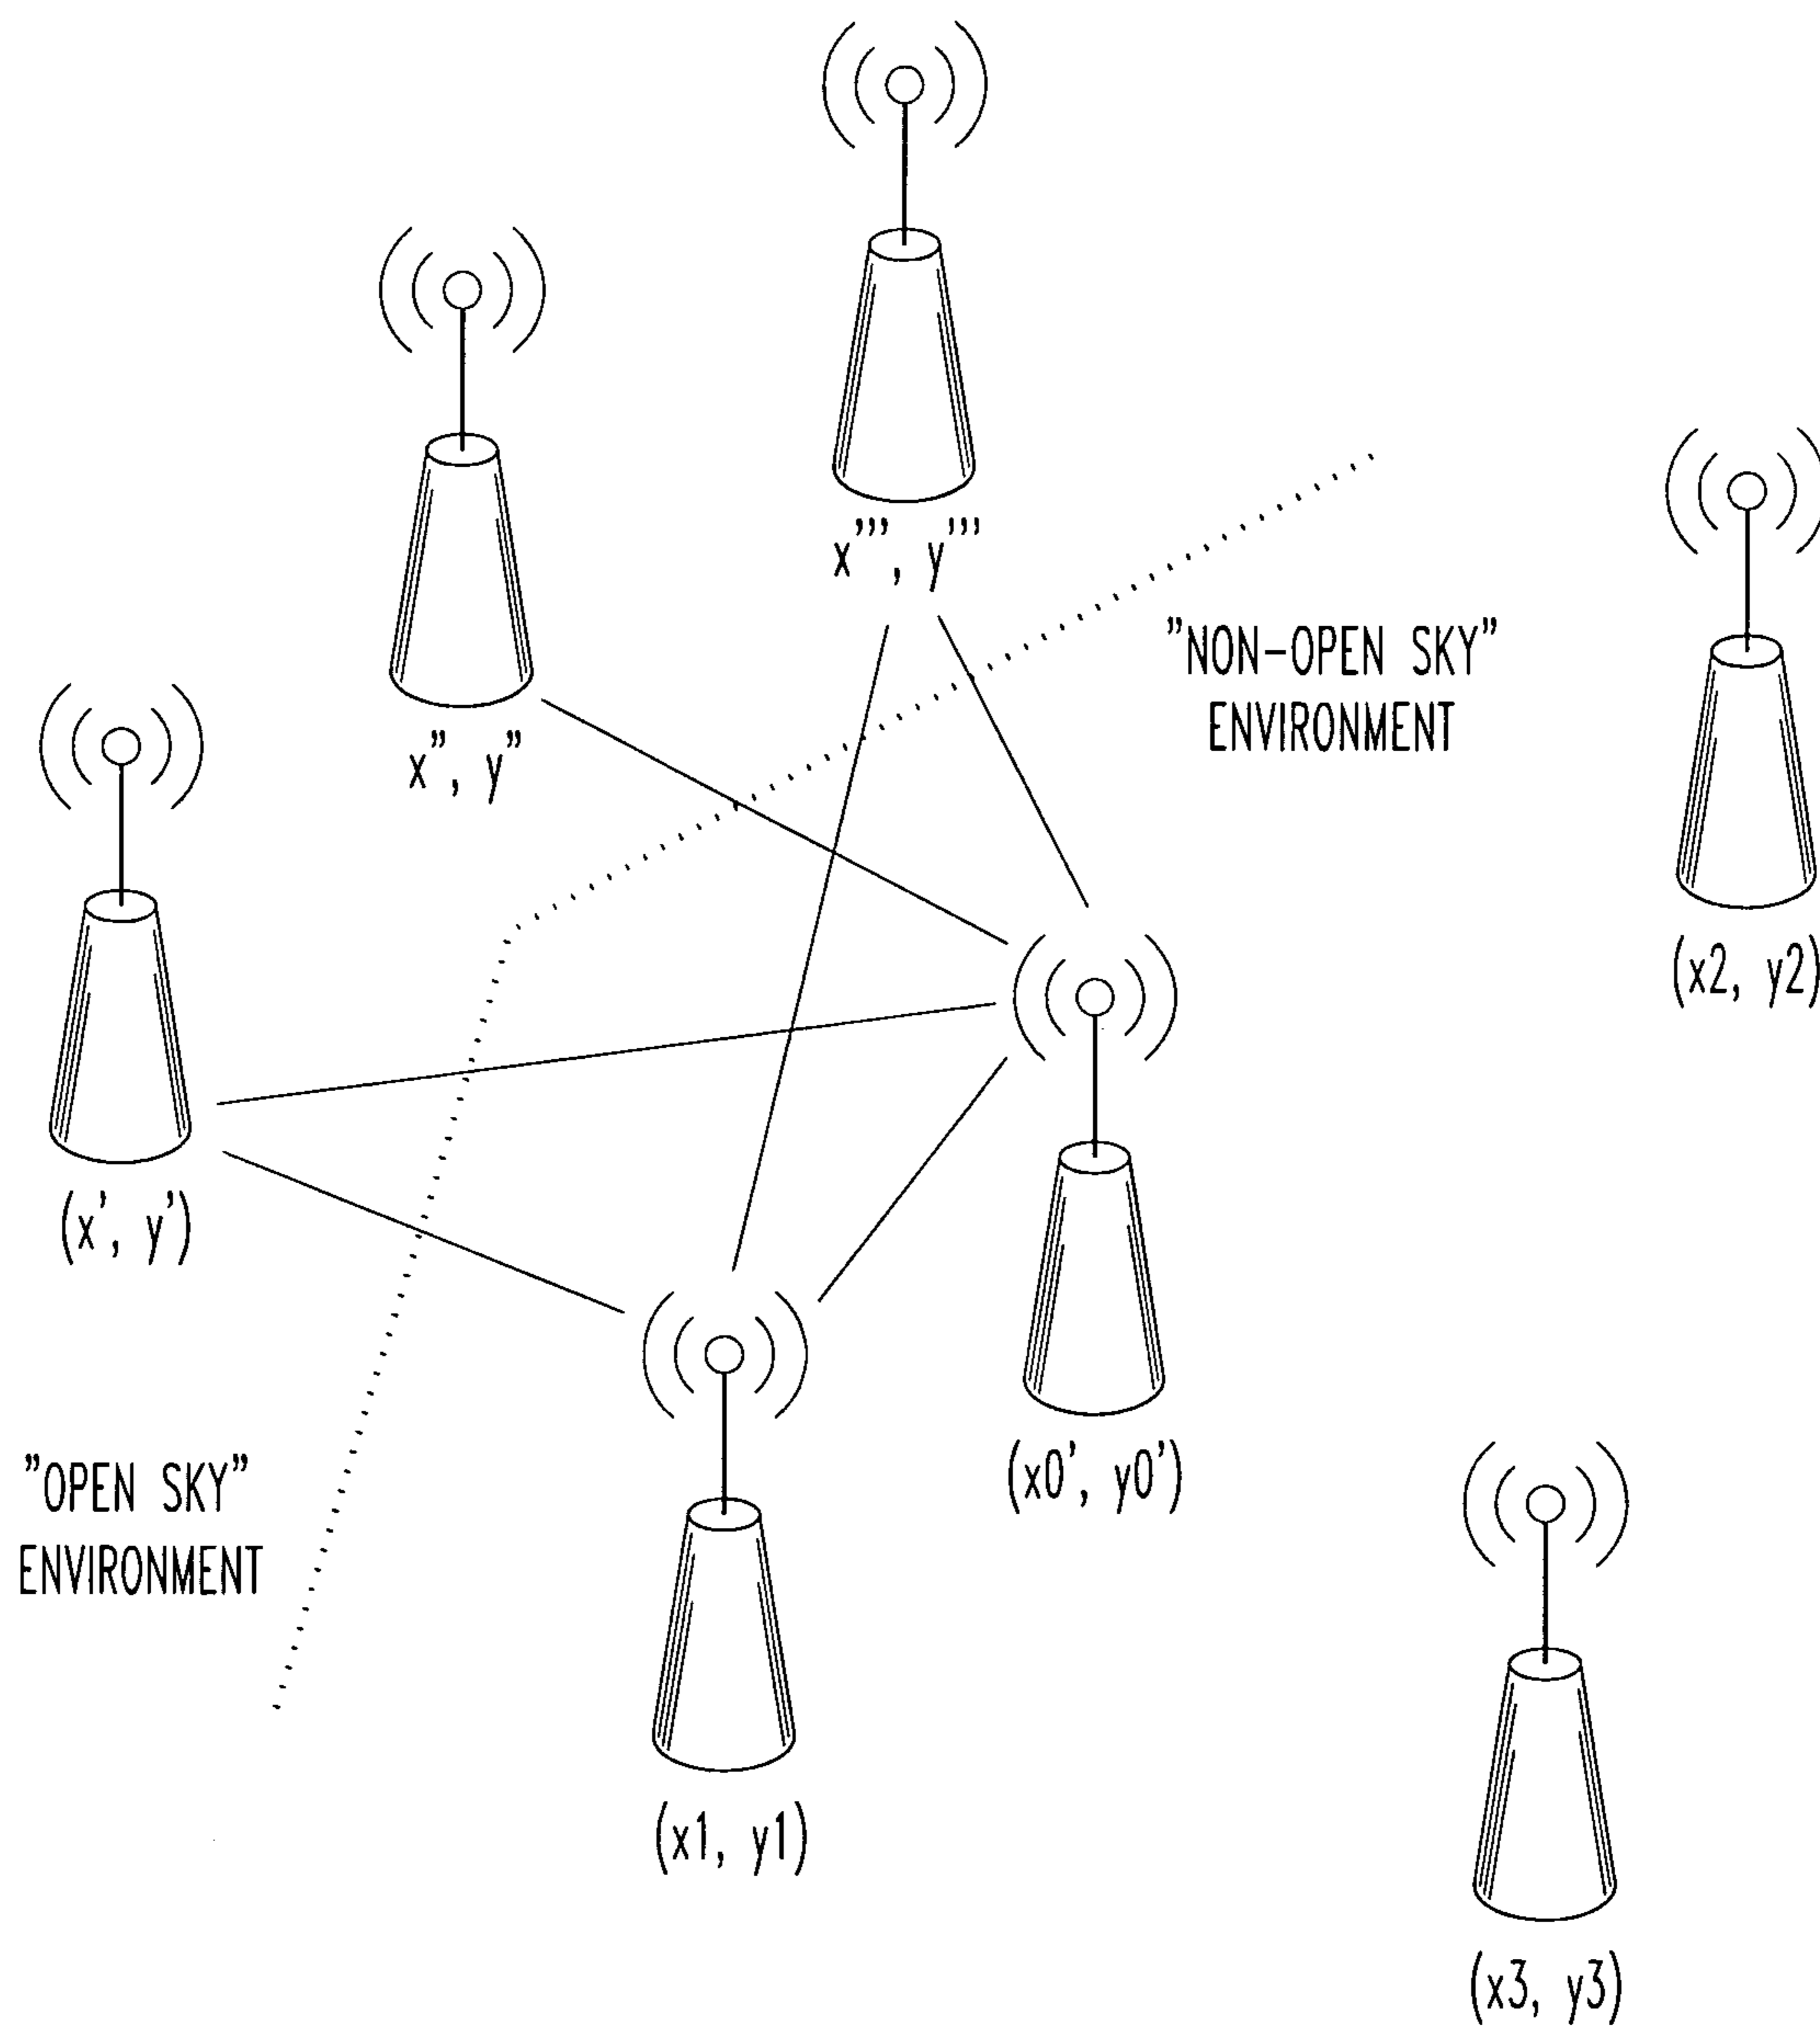 x''', y'''
"NON-OPEN SKY"
ENVIRONMENT
x", y"
(x2, y2)
(x', y')
"OPEN SKY"
ENVIRONMENT
(x0', y0')
(x1, y1)
(x3, y3)